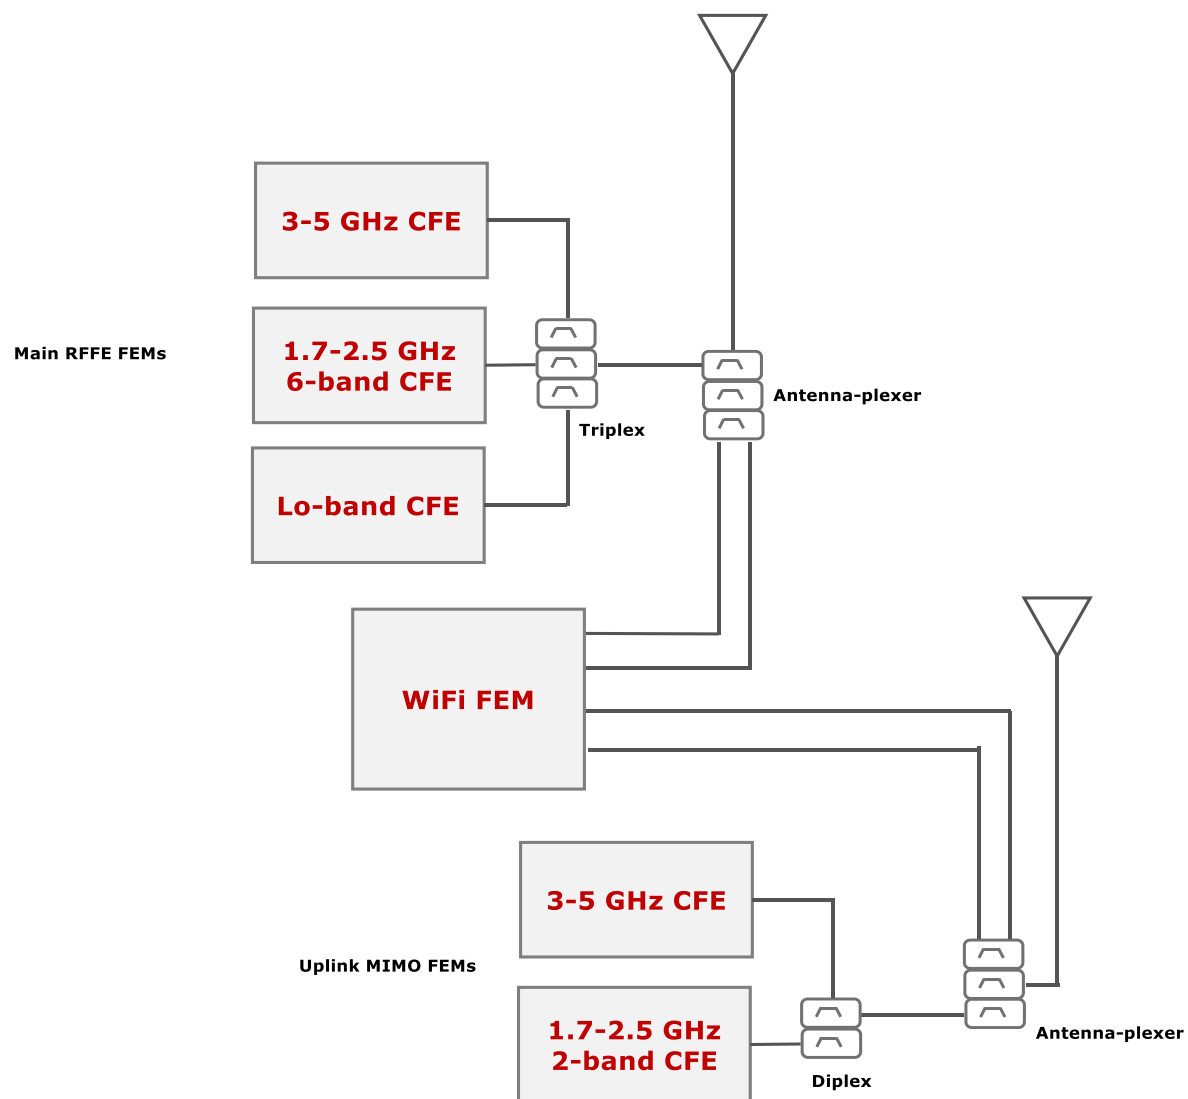 3-5 GHz CFE
Main RFFE FEMs
1.7-2.5 GHz
6-band CFE
Antenna-plexer
Triplex
Lo-band CFE
WiFi FEM
3-5 GHz CFE
Uplink MIMO FEMs
1.7-2.5 GHz
2-band CFE
Antenna-plexer
Diplex